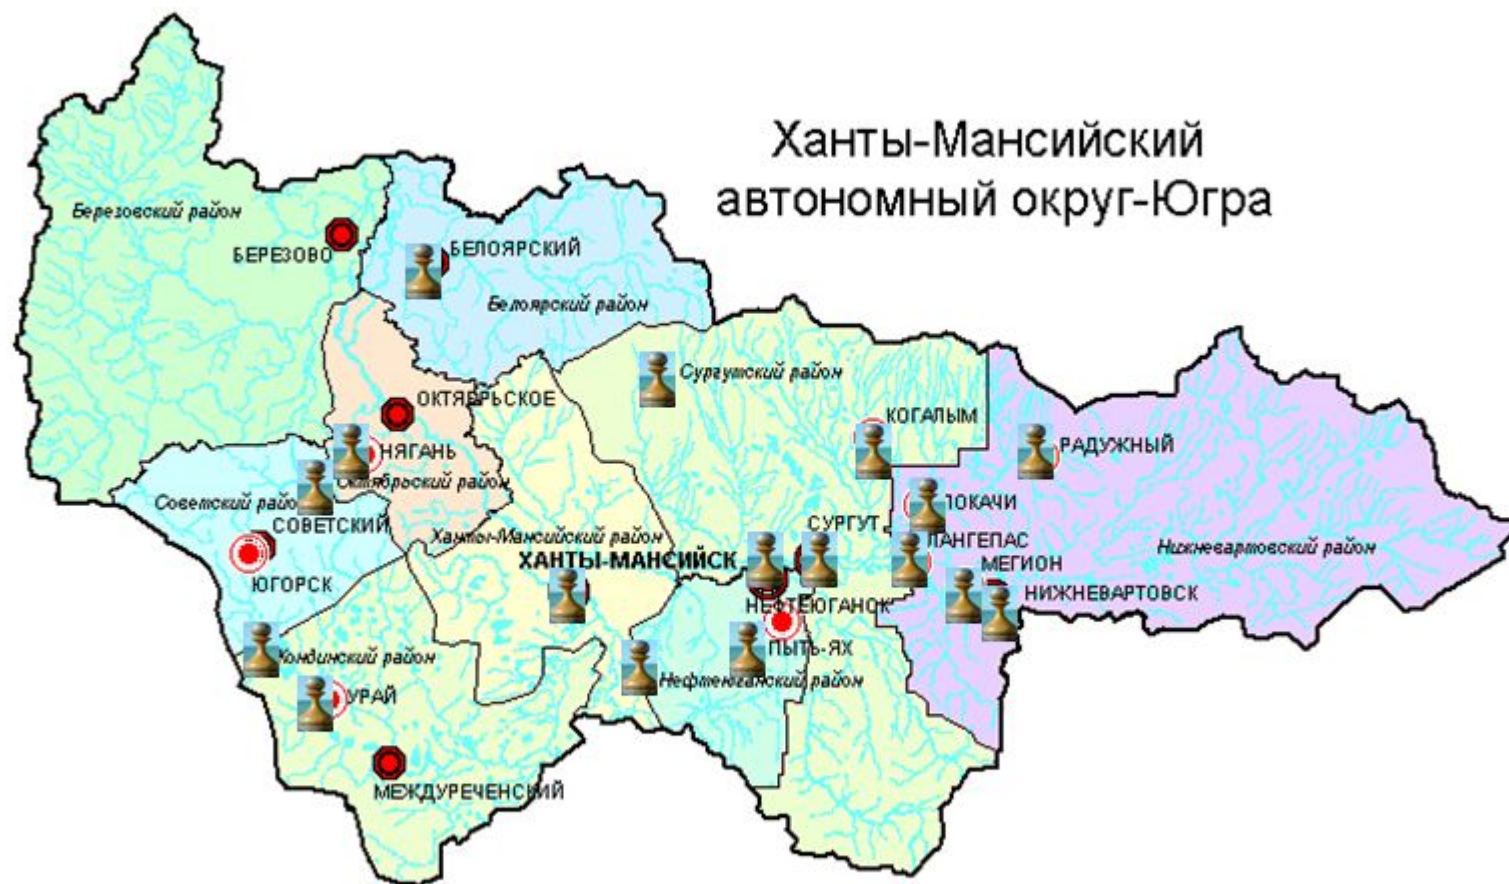 Ханты-Мансийский
автономный округ-Югра
Березовский район
БЕРЕЗОВО
БЕЛОЯРСКИЙ
Белоярский район
Сургутский район
ОКТЯБРЬСКОЕ
КОГАЛЫМ
РАДУЖНЫЙ
НЯГАНЬ
Октябрьский район
Советский район
СОВЕТСКИЙ
ЮГОРСК
Ханты-Мансийский район
ХАНТЫ-МАНСИЙСК
СУРГУТ
ПОКАЧИ
ЛАНГЕПАС
МЕГИОН
Нижневартовский район
НИЖНЕВАРТОВСК
НЕФТЕЮГАНСК
ПЫТЬ-ЯХ
Нефтеюганский район
Кондинский район
УРАЙ
МЕЖДУРЕЧЕНСКИЙ